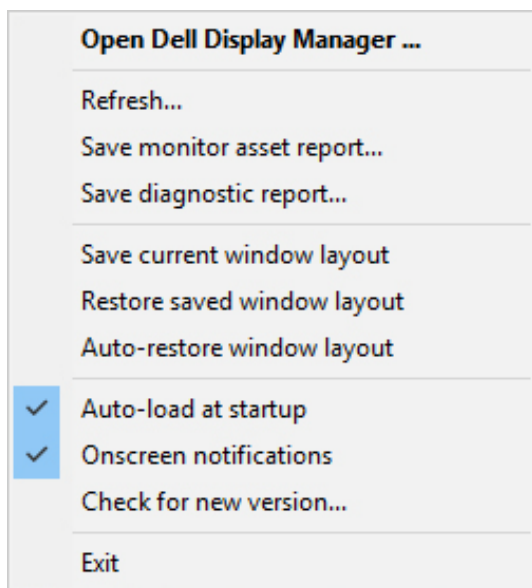 Open Dell Display Manager ...
Refresh...
Save monitor asset report...
Save diagnostic report...
Save current window layout
Restore saved window layout
Auto-restore window layout
Auto-load at startup
Onscreen notifications
Check for new version...
Exit